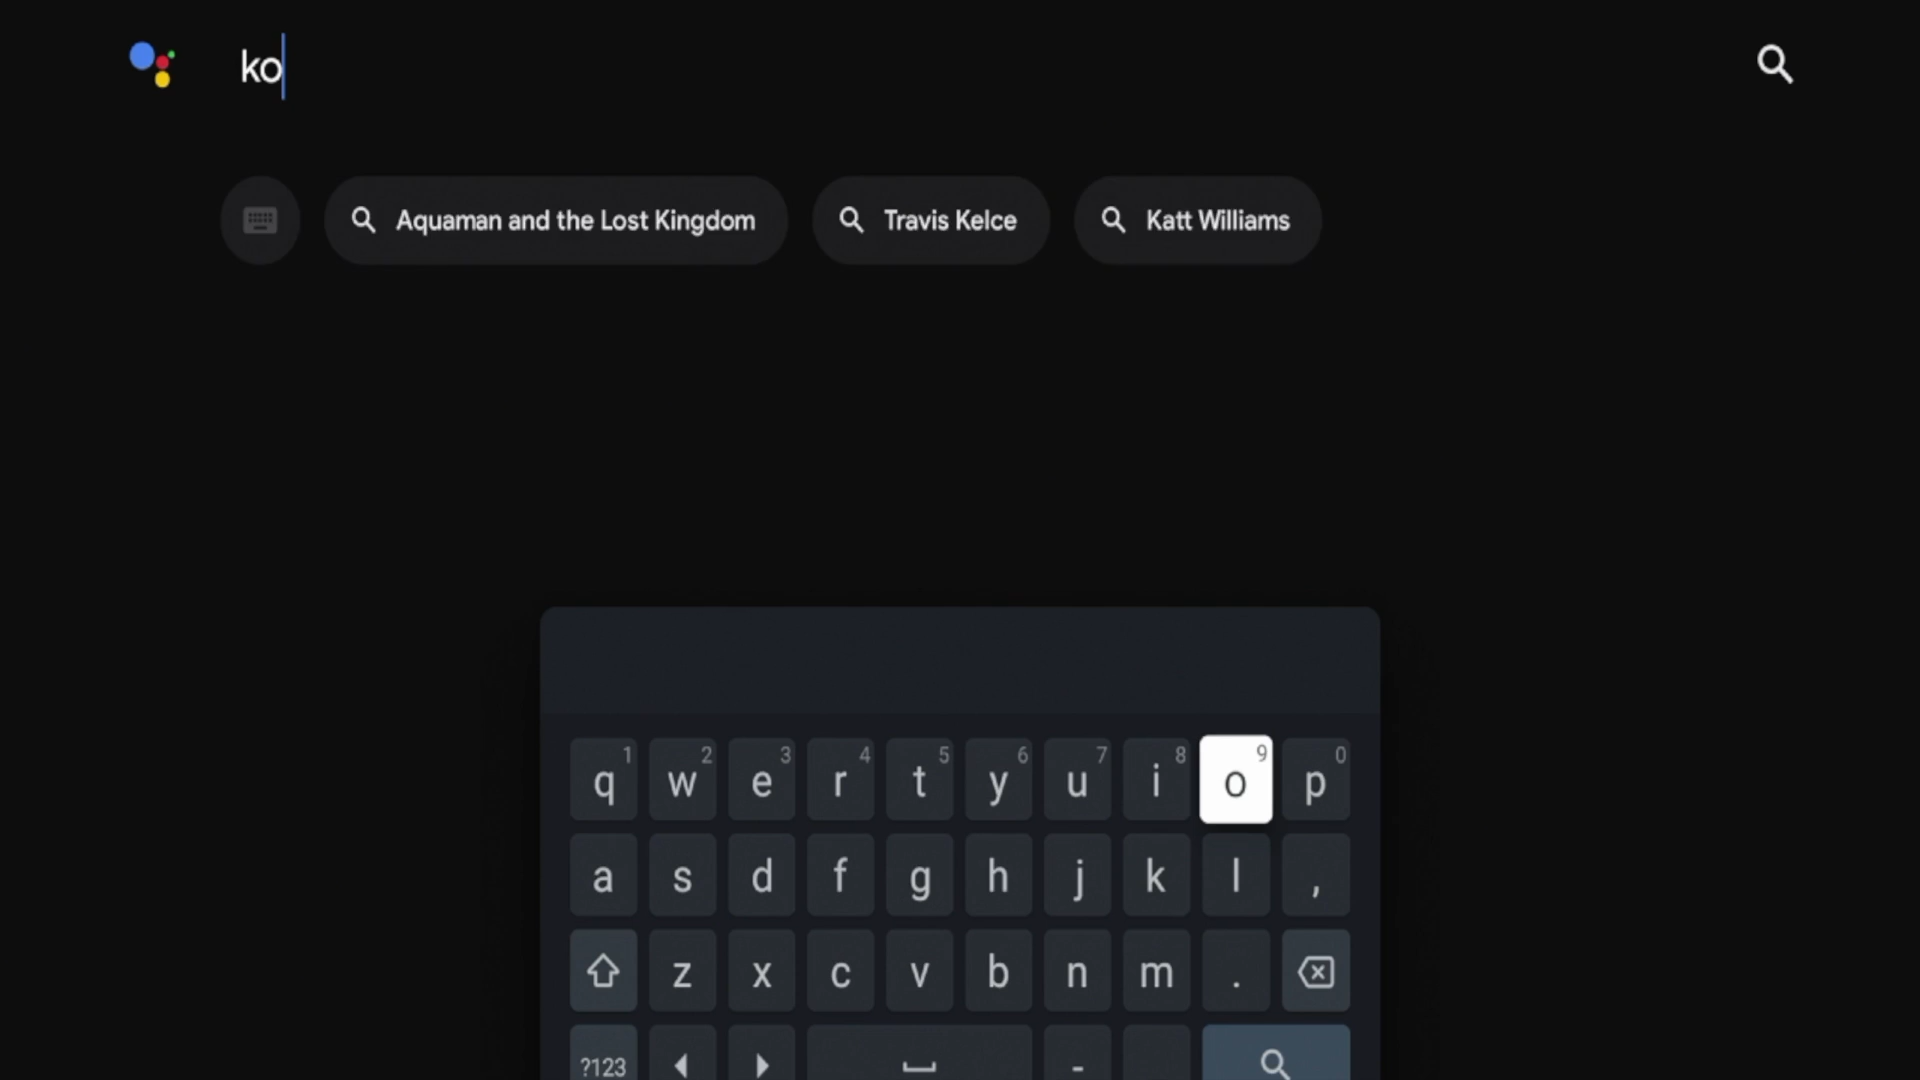 ko
Aquaman and the Lost Kingdom
Travis Kelce
Katt Williams
q 1 w 2 e 3 r 4 t 5 y 6 u 7 i 8 o 9 p 0
a s d f g h j k l ,
z x c v b n m .
?123 -